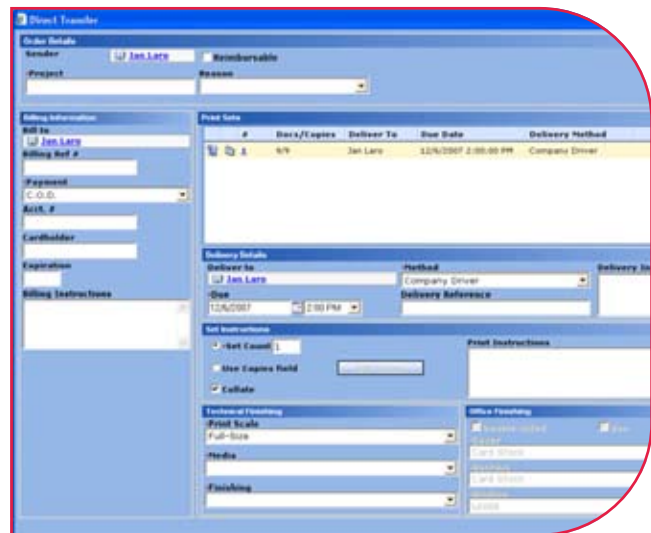 Direct Transfer
Order Details
Sender
Jan Laro
Reimbursable
-Project
Reason
Billing Information
Bill to
Jan Laro
Billing Ref #
-Payment
C.O.D.
Acct. #
Cardholder
Expiration
Billing Instructions
Print Sets
# Docs/Copies Deliver To Due Date Delivery Method
1 9/9 Jan Laro 12/6/2007 2:00:00 PM Company Driver
Delivery Details
Deliver to
Jan Laro
-Method
Company Driver
Delivery In
-Due
12/6/2007 2:00 PM
Delivery Reference
Set Instructions
-Set Count 1
Print Instructions
Use Copies field
Collate
Technical Finishing
-Print Scale
Full-Size
-Media
-Finishing
Office Finishing
Card Stock
Card Stock